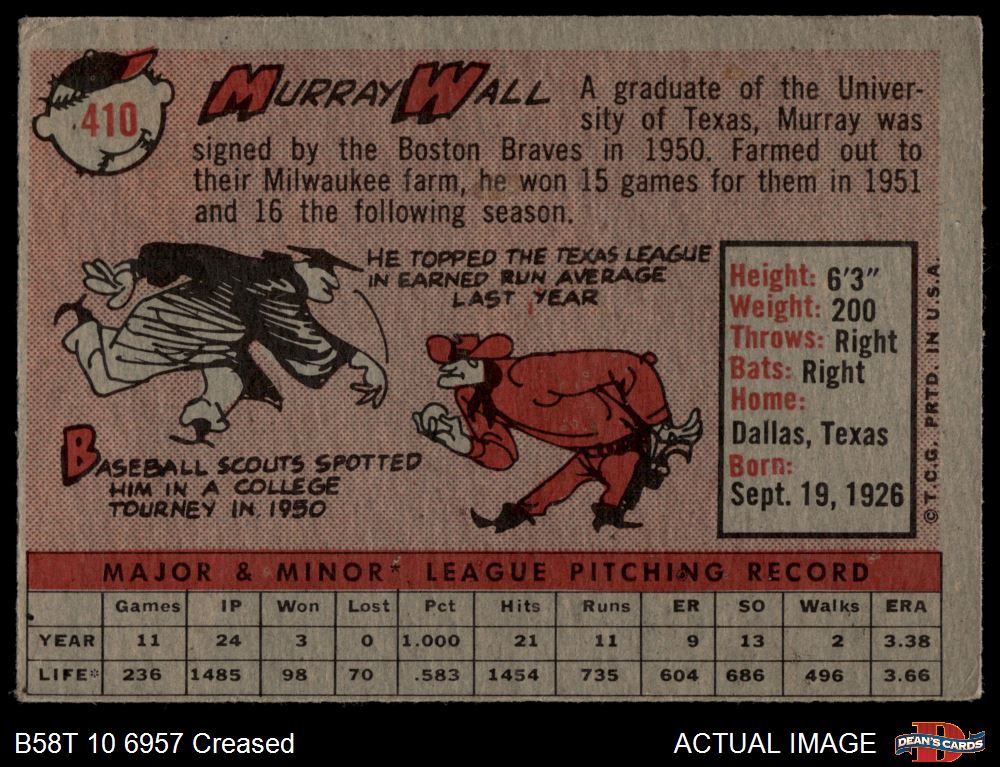 410
MURRAY WALL
A graduate of the Univer-
sity of Texas, Murray was
signed by the Boston Braves in 1950. Farmed out to
their Milwaukee farm, he won 15 games for them in 1951
and 16 the following season.
HE TOPPED THE TEXAS LEAGUE
IN EARNED RUN AVERAGE
LAST YEAR
BASEBALL SCOUTS SPOTTED
HIM IN A COLLEGE
TOURNEY IN 1950
Height: 6'3"
Weight: 200
Throws: Right
Bats: Right
Home:
Dallas, Texas
Born:
Sept. 19, 1926
© T.C.G. PRTD. IN U.S.A.
MAJOR & MINOR* LEAGUE PITCHING RECORD
Games IP Won Lost Pct Hits Runs ER SO Walks ERA
YEAR 11 24 3 0 1.000 21 11 9 13 2 3.38
LIFE* 236 1485 98 70 .583 1454 735 604 686 496 3.66
B58T 10 6957 Creased
ACTUAL IMAGE
D
DEAN'S CARDS